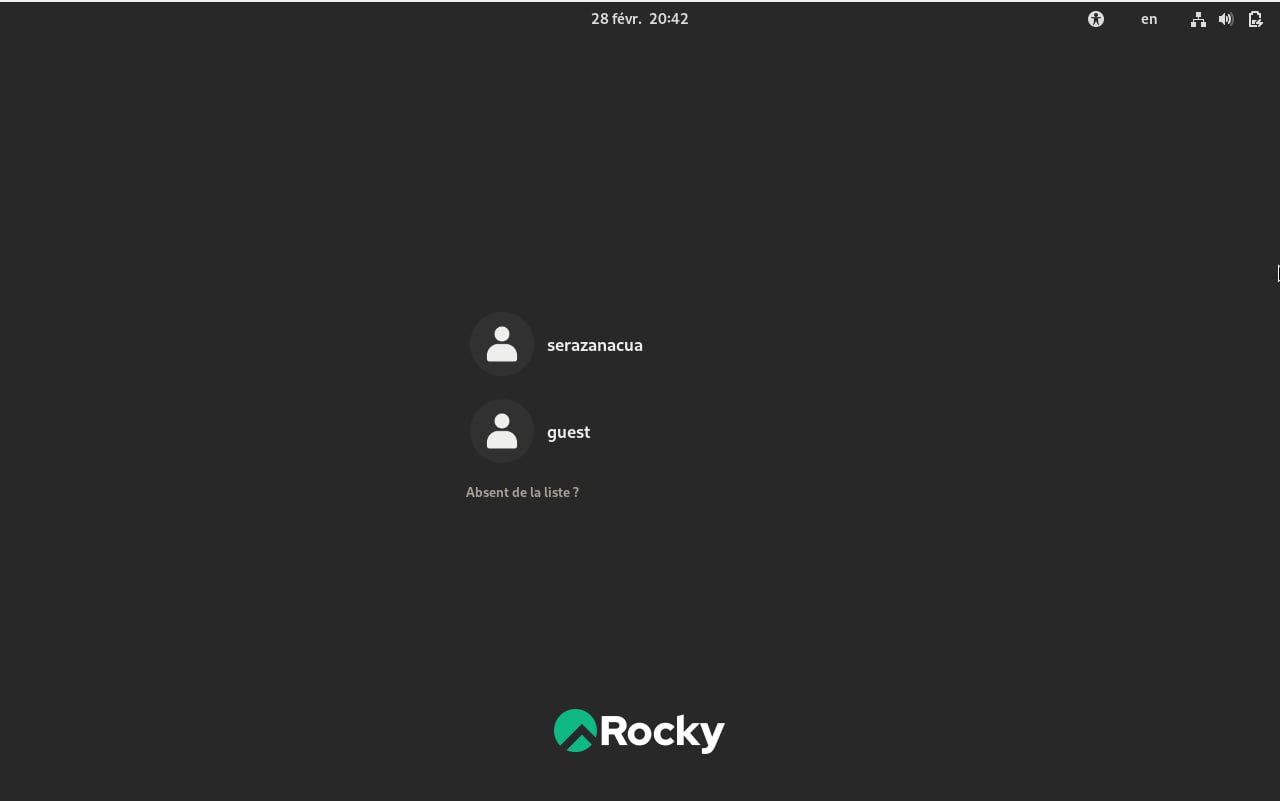 28 févr.  20:42
en
serazanacua
guest
Absent de la liste ?
Rocky